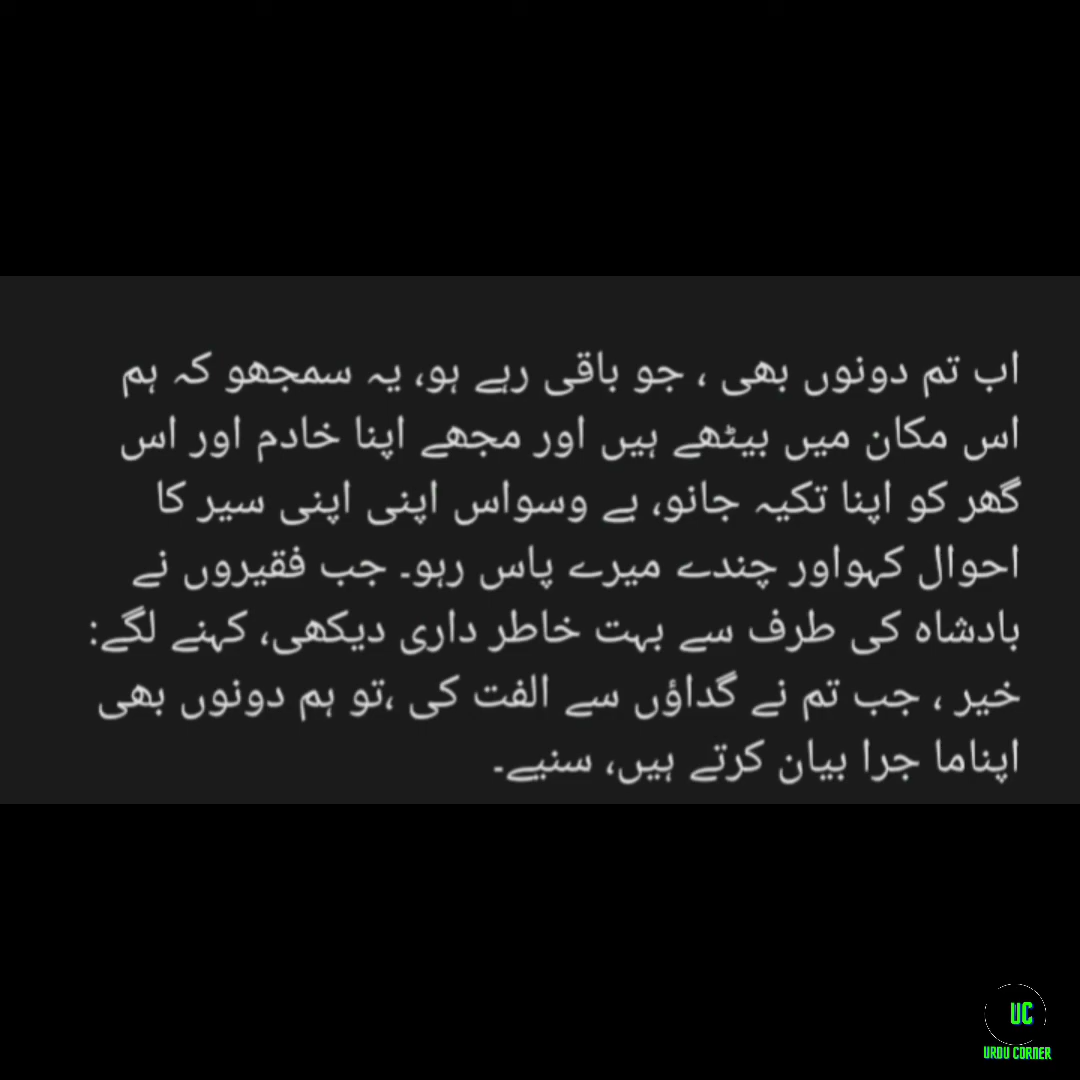 اب تم دونوں بھی ، جو باقی رہے ہو، یہ سمجھو کہ ہم
اس مکان میں بیٹھے ہیں اور مجھے اپنا خادم اور اس
گھر کو اپنا تکیہ جانو، بے وسواس اپنی اپنی سیر کا
احوال کہواور چندے میرے پاس رہو۔ جب فقیروں نے
بادشاہ کی طرف سے بہت خاطر داری دیکھی، کہنے لگے:
خیر ، جب تم نے گداؤں سے الفت کی ،تو ہم دونوں بھی
اپناما جرا بیان کرتے ہیں، سنیے۔
UC
URDU CORNER